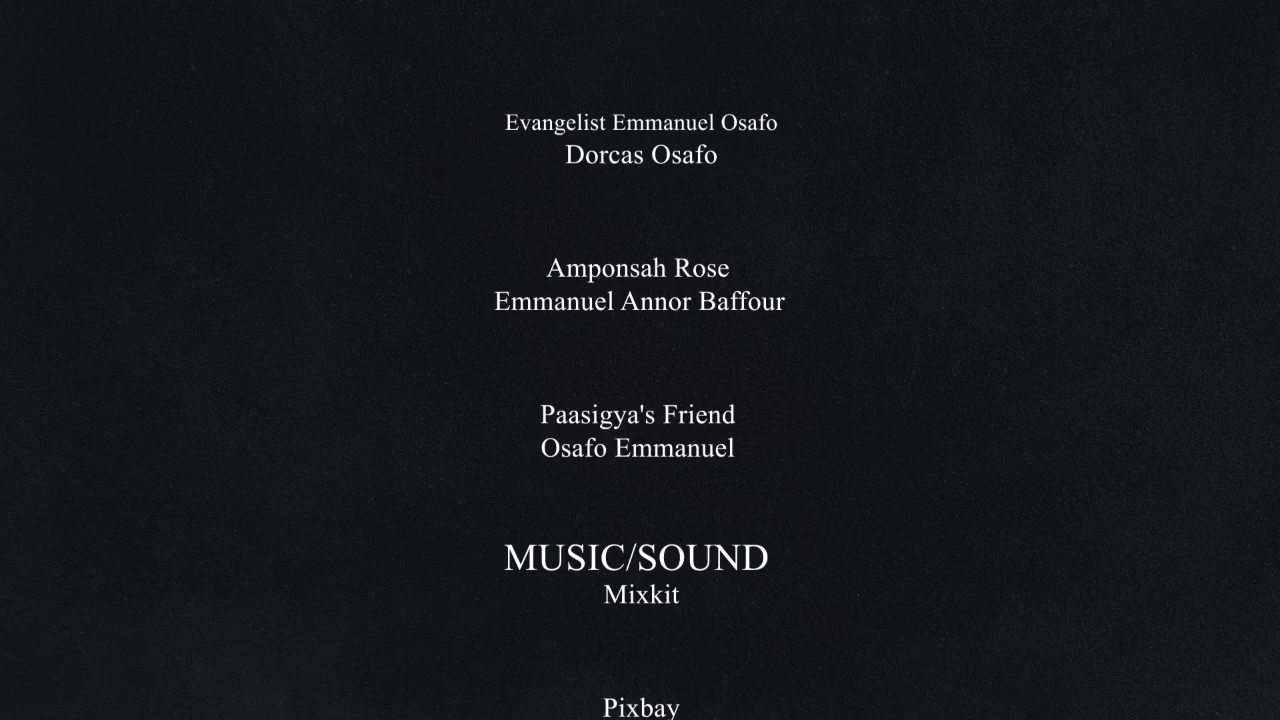 Evangelist Emmanuel Osafo
Dorcas Osafo
Amponsah Rose
Emmanuel Annor Baffour
Paasigya's Friend
Osafo Emmanuel
MUSIC/SOUND
Mixkit
Pixbay